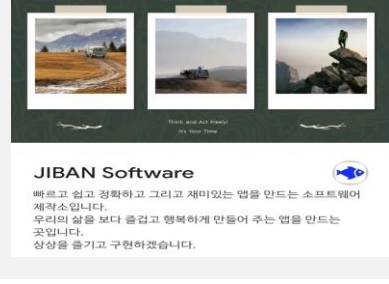 Think and Act Freely!
It's Your Time
JIBAN Software
빠르고 쉽고 정확하고 그리고 재미있는 앱을 만드는 소프트웨어
제작소입니다.
우리의 삶을 보다 즐겁고 행복하게 만들어 주는 앱을 만드는
곳입니다.
상상을 즐기고 구현하겠습니다.